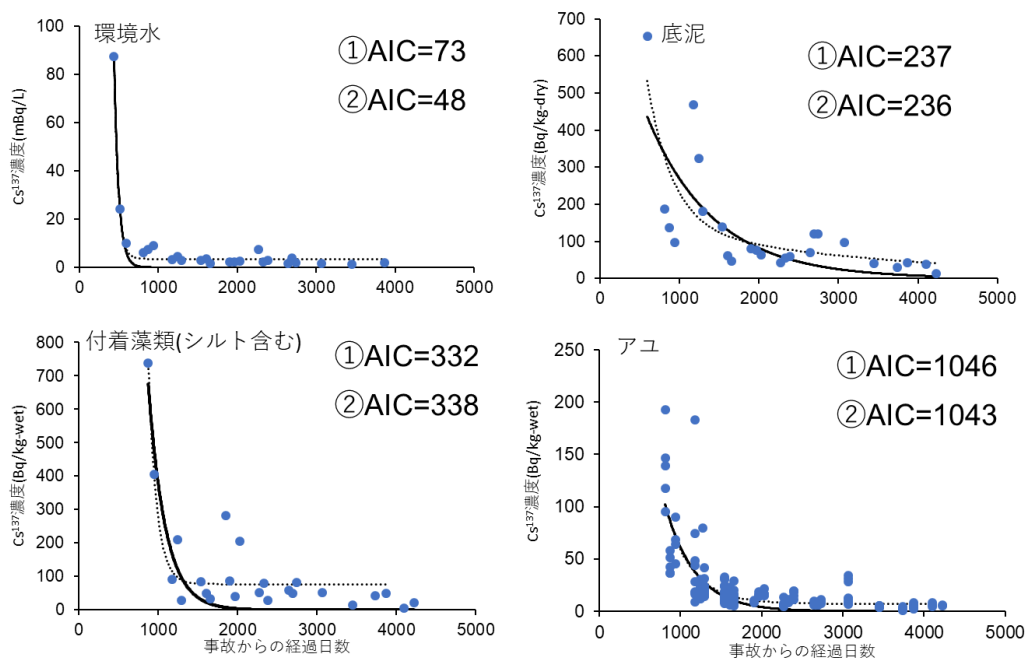 環境水
①AIC=73
②AIC=48
Cs¹³⁷濃度(mBq/L)
100
80
60
40
20
0
0 1000 2000 3000 4000 5000
底泥
①AIC=237
②AIC=236
Cs¹³⁷濃度(Bq/kg-dry)
700
600
500
400
300
200
100
0
0 1000 2000 3000 4000 5000
付着藻類(シルト含む)
①AIC=332
②AIC=338
Cs¹³⁷濃度(Bq/kg-wet)
800
700
600
500
400
300
200
100
0
0 1000 2000 3000 4000 5000
事故からの経過日数
アユ
①AIC=1046
②AIC=1043
Cs¹³⁷濃度(Bq/kg-wet)
250
200
150
100
50
0
0 1000 2000 3000 4000 5000
事故からの経過日数